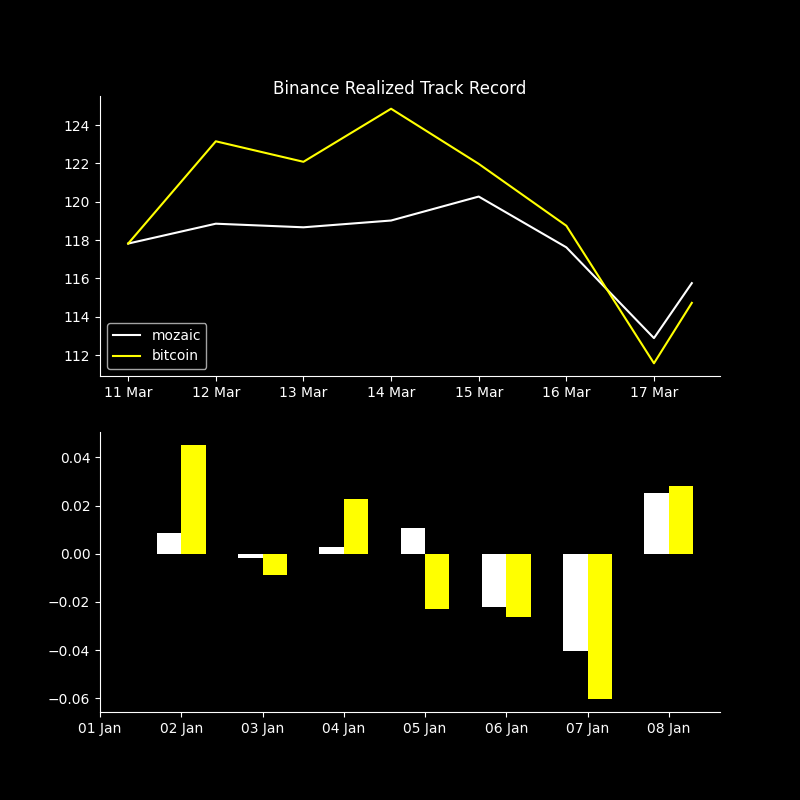 Binance Realized Track Record
124
122
120
118
116
114
112
mozaic
bitcoin
11 Mar 12 Mar 13 Mar 14 Mar 15 Mar 16 Mar 17 Mar
0.04
0.02
0.00
−0.02
−0.04
−0.06
01 Jan 02 Jan 03 Jan 04 Jan 05 Jan 06 Jan 07 Jan 08 Jan